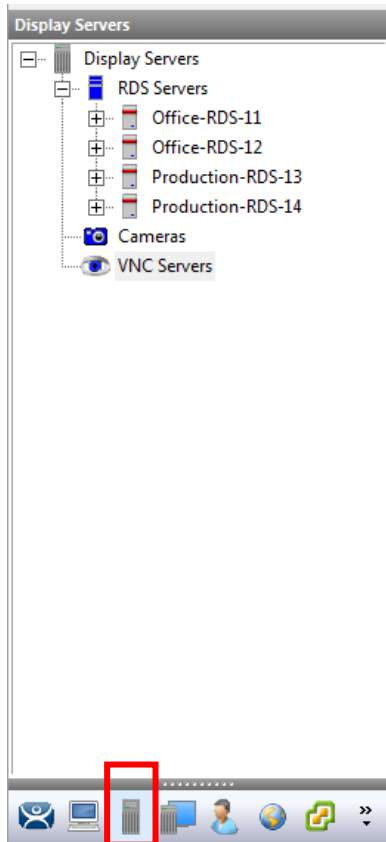 Display Servers
Display Servers
RDS Servers
Office-RDS-11
Office-RDS-12
Production-RDS-13
Production-RDS-14
Cameras
VNC Servers